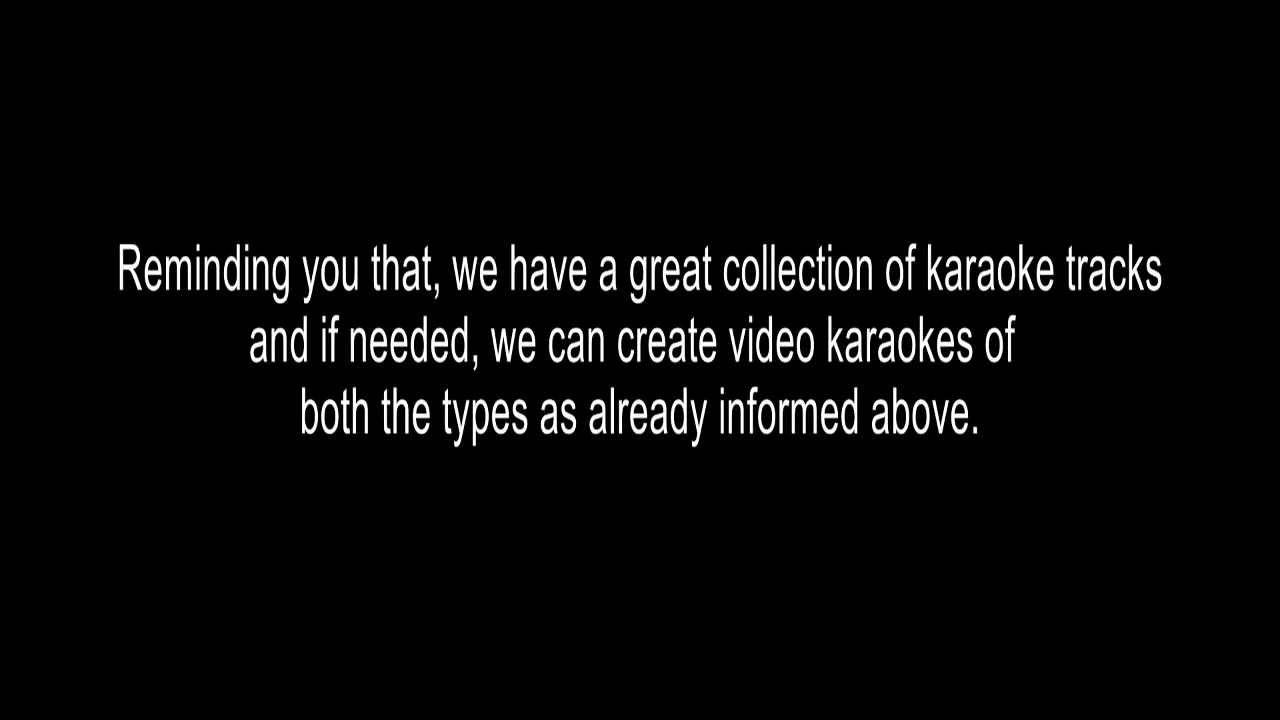 Reminding you that, we have a great collection of karaoke tracks
and if needed, we can create video karaokes of
both the types as already informed above.